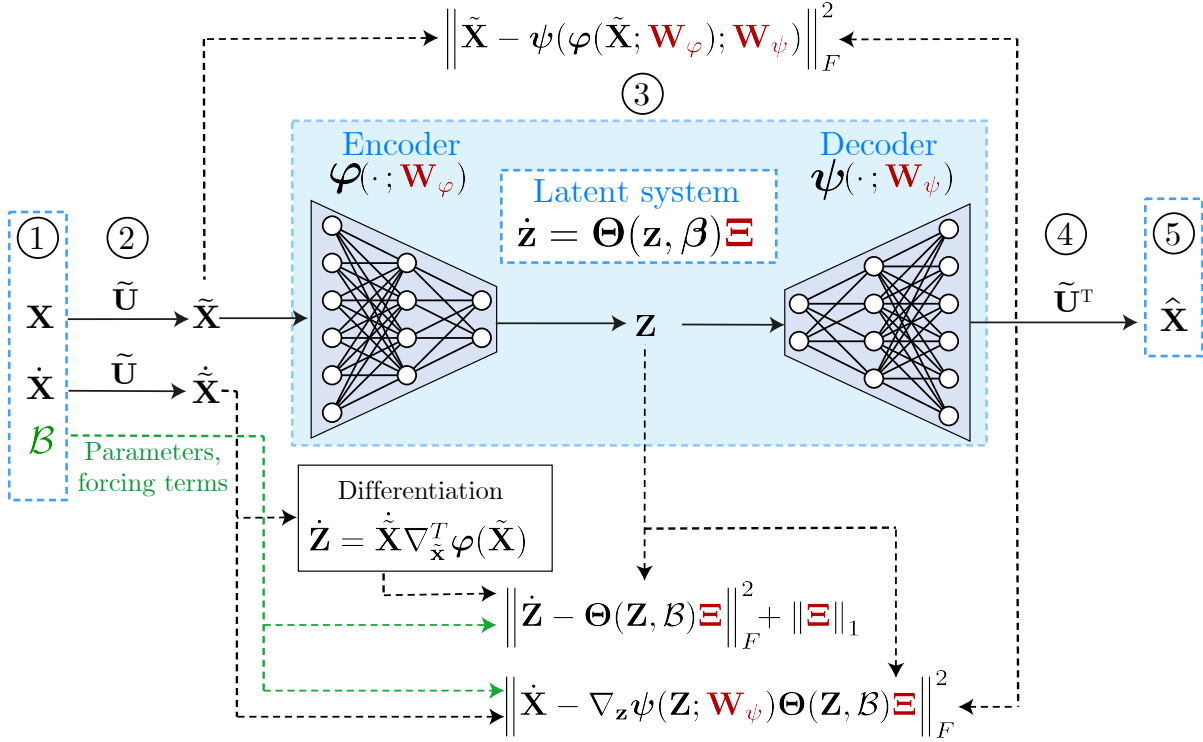 ‖X̃ − ψ(φ(X̃; W_φ); W_ψ)‖²_F
③
Encoder
φ(·; W_φ)
Decoder
ψ(·; W_ψ)
Latent system
ż = Θ(z, β)Ξ
①
②
④
⑤
X
Ũ
X̃
z
Ũᵀ
X̂
Ẋ
Ũ
X̃̇
ℬ
Parameters,
forcing terms
Differentiation
Ż = X̃̇∇ᵀ_x̃ φ(X̃)
‖Ż − Θ(Z, ℬ)Ξ‖²_F + ‖Ξ‖₁
‖Ẋ − ∇_z ψ(Z; W_ψ)Θ(Z, ℬ)Ξ‖²_F